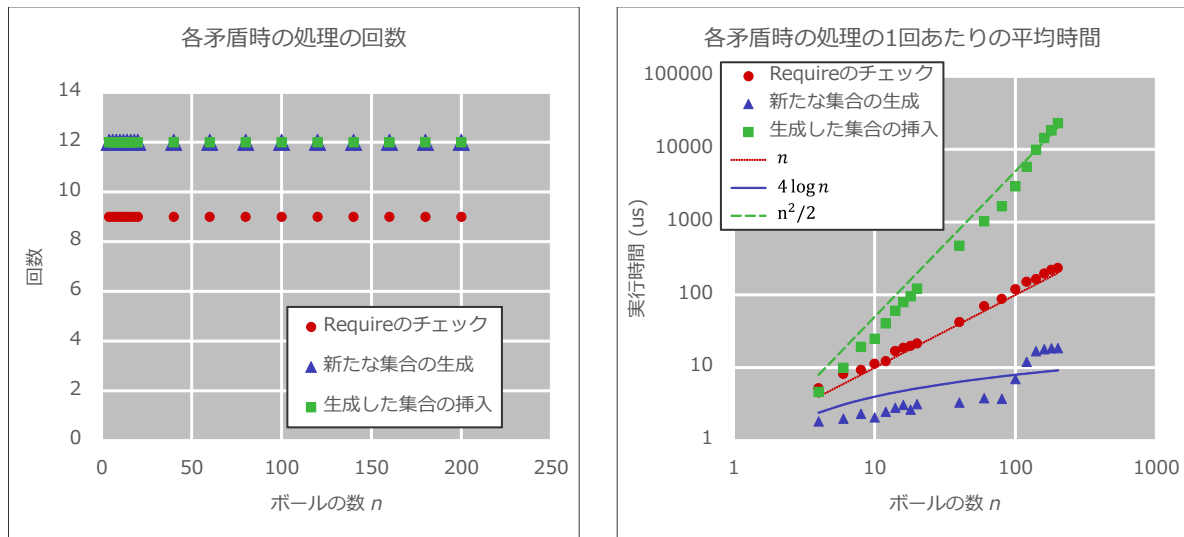 各矛盾時の処理の回数
14
12
10
8
6
4
2
0
回数
Requireのチェック
新たな集合の生成
生成した集合の挿入
0 50 100 150 200 250
ボールの数 n
各矛盾時の処理の1回あたりの平均時間
100000
10000
1000
100
10
1
実行時間 (us)
Requireのチェック
新たな集合の生成
生成した集合の挿入
n
4 log n
n²/2
1 10 100 1000
ボールの数 n